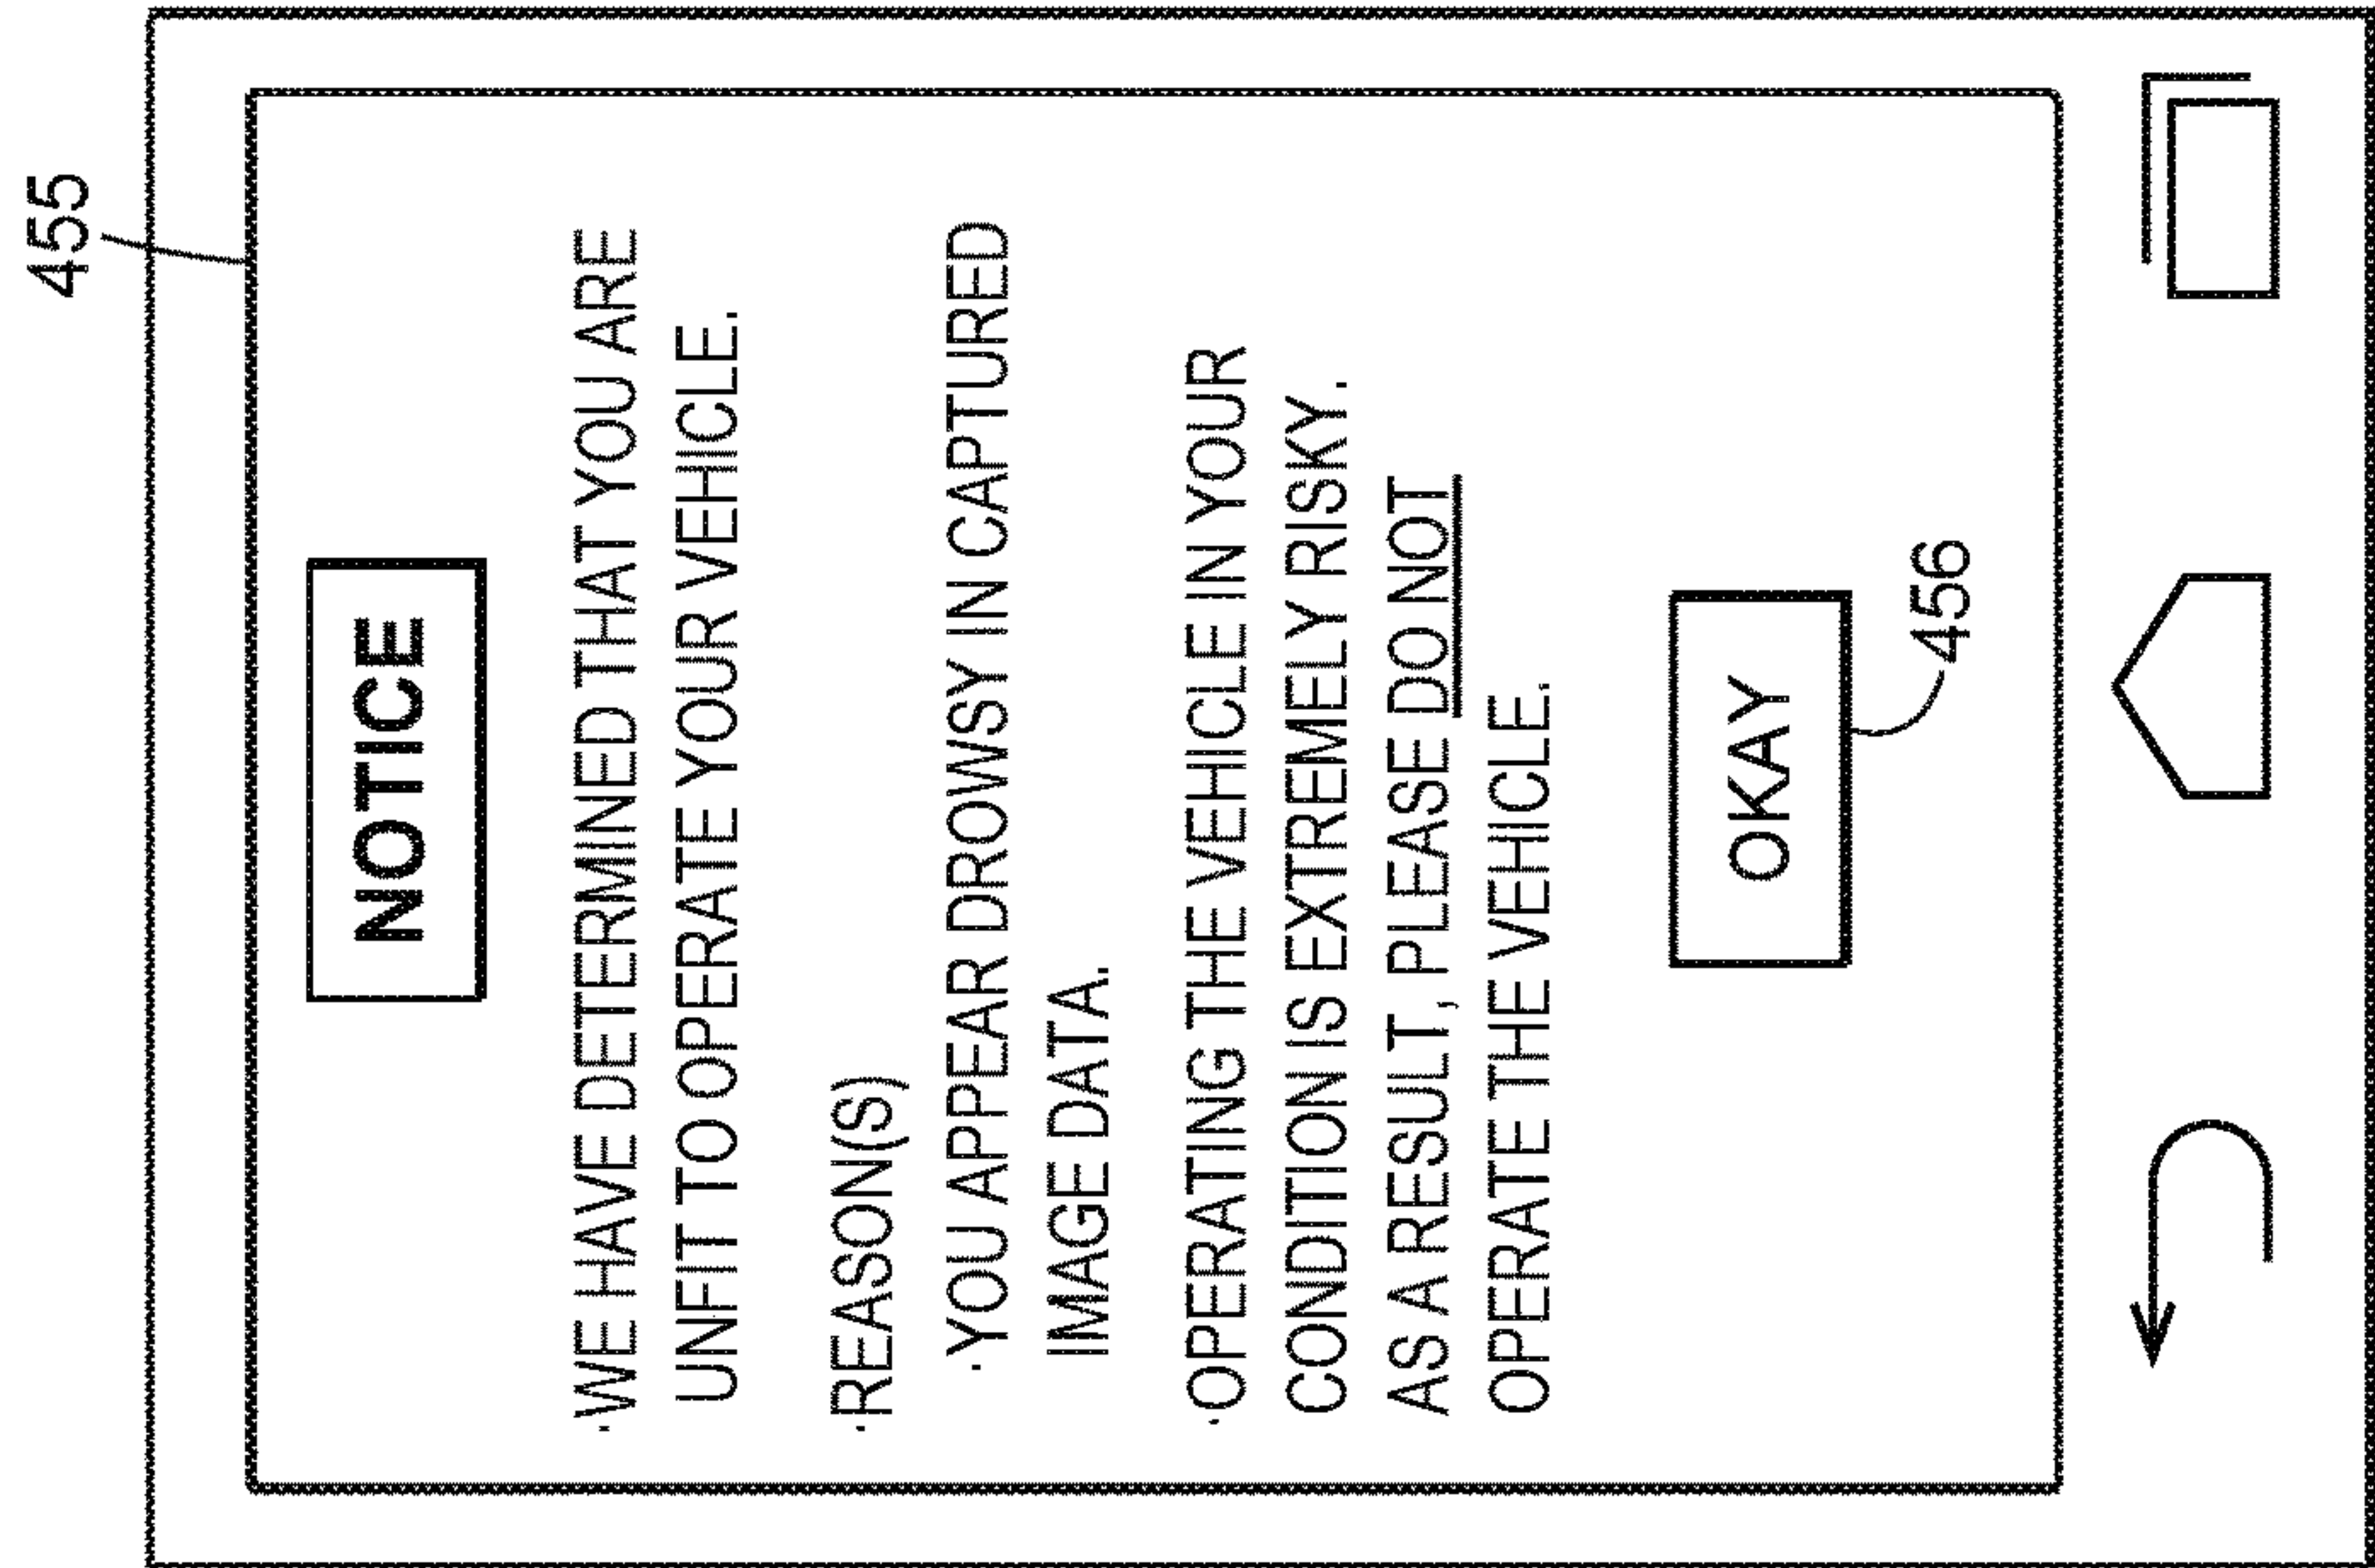 455
NOTICE
·WE HAVE DETERMINED THAT YOU ARE
UNFIT TO OPERATE YOUR VEHICLE.
·REASON(S)
·YOU APPEAR DROWSY IN CAPTURED
IMAGE DATA.
·OPERATING THE VEHICLE IN YOUR
CONDITION IS EXTREMELY RISKY.
AS A RESULT, PLEASE DO NOT
OPERATE THE VEHICLE.
OKAY
456